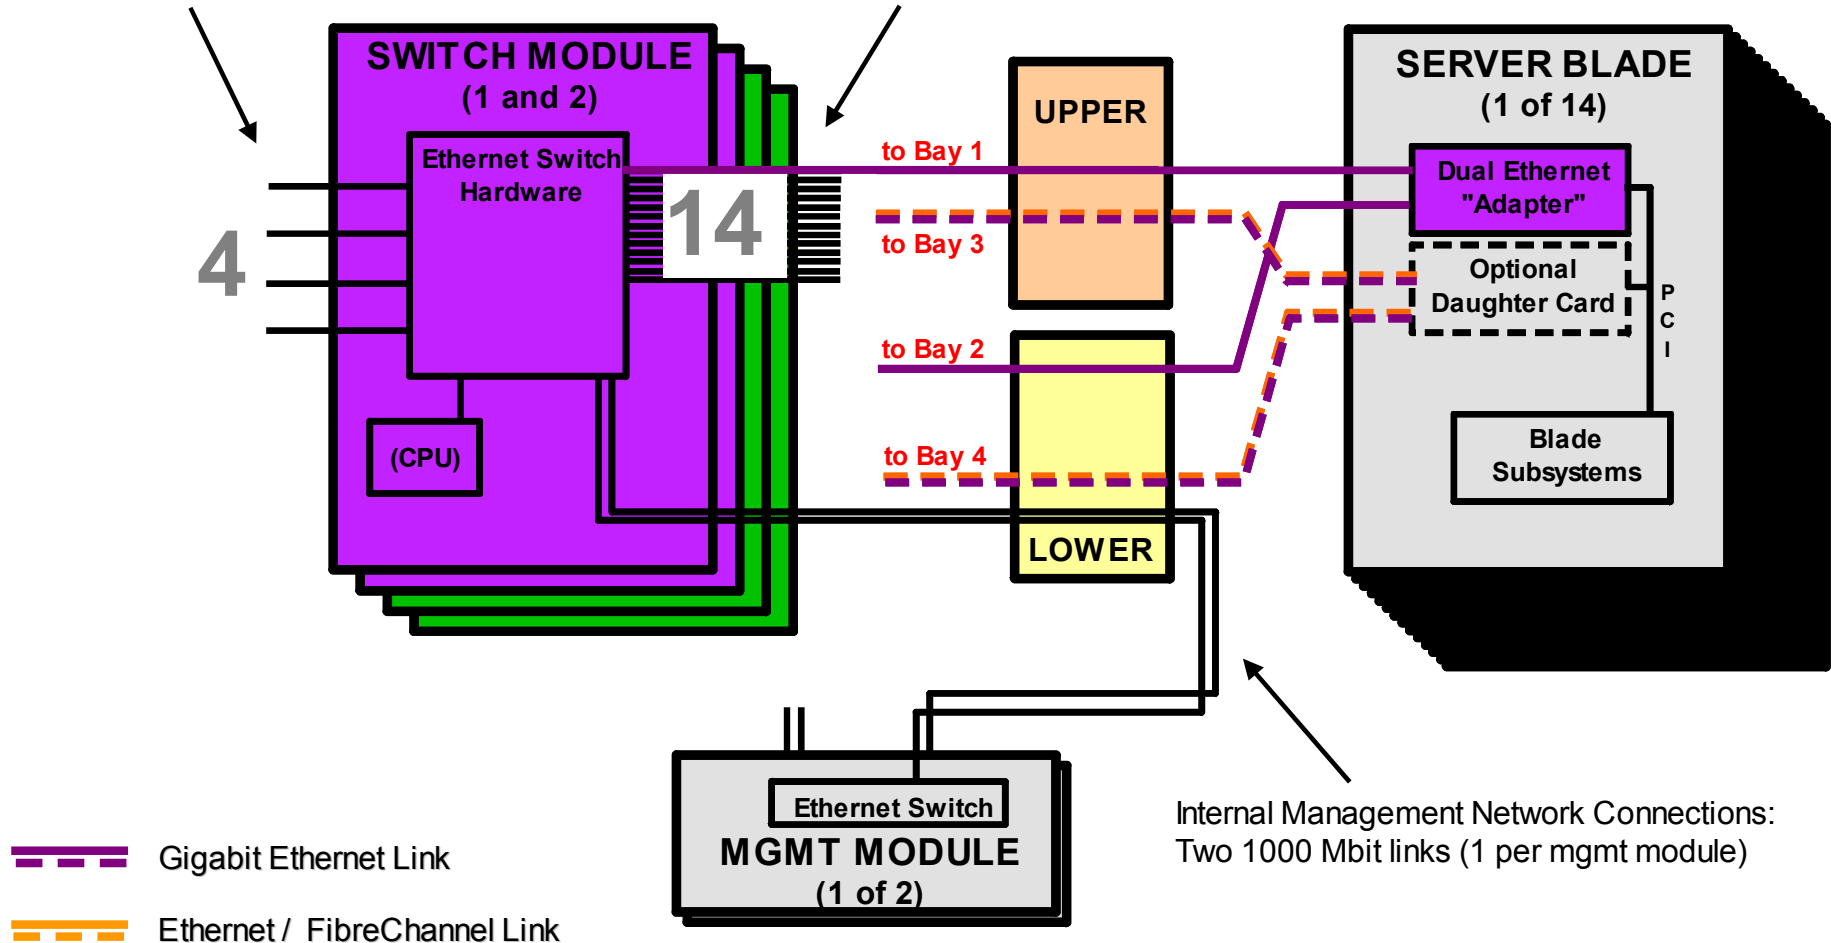 SWITCH MODULE
(1 and 2)
Ethernet Switch
Hardware
4
14
(CPU)
UPPER
to Bay 1
to Bay 3
to Bay 2
to Bay 4
LOWER
SERVER BLADE
(1 of 14)
Dual Ethernet
"Adapter"
Optional
Daughter Card
P
C
I
Blade
Subsystems
Ethernet Switch
MGMT MODULE
(1 of 2)
Internal Management Network Connections:
Two 1000 Mbit links (1 per mgmt module)
Gigabit Ethernet Link
Ethernet / FibreChannel Link